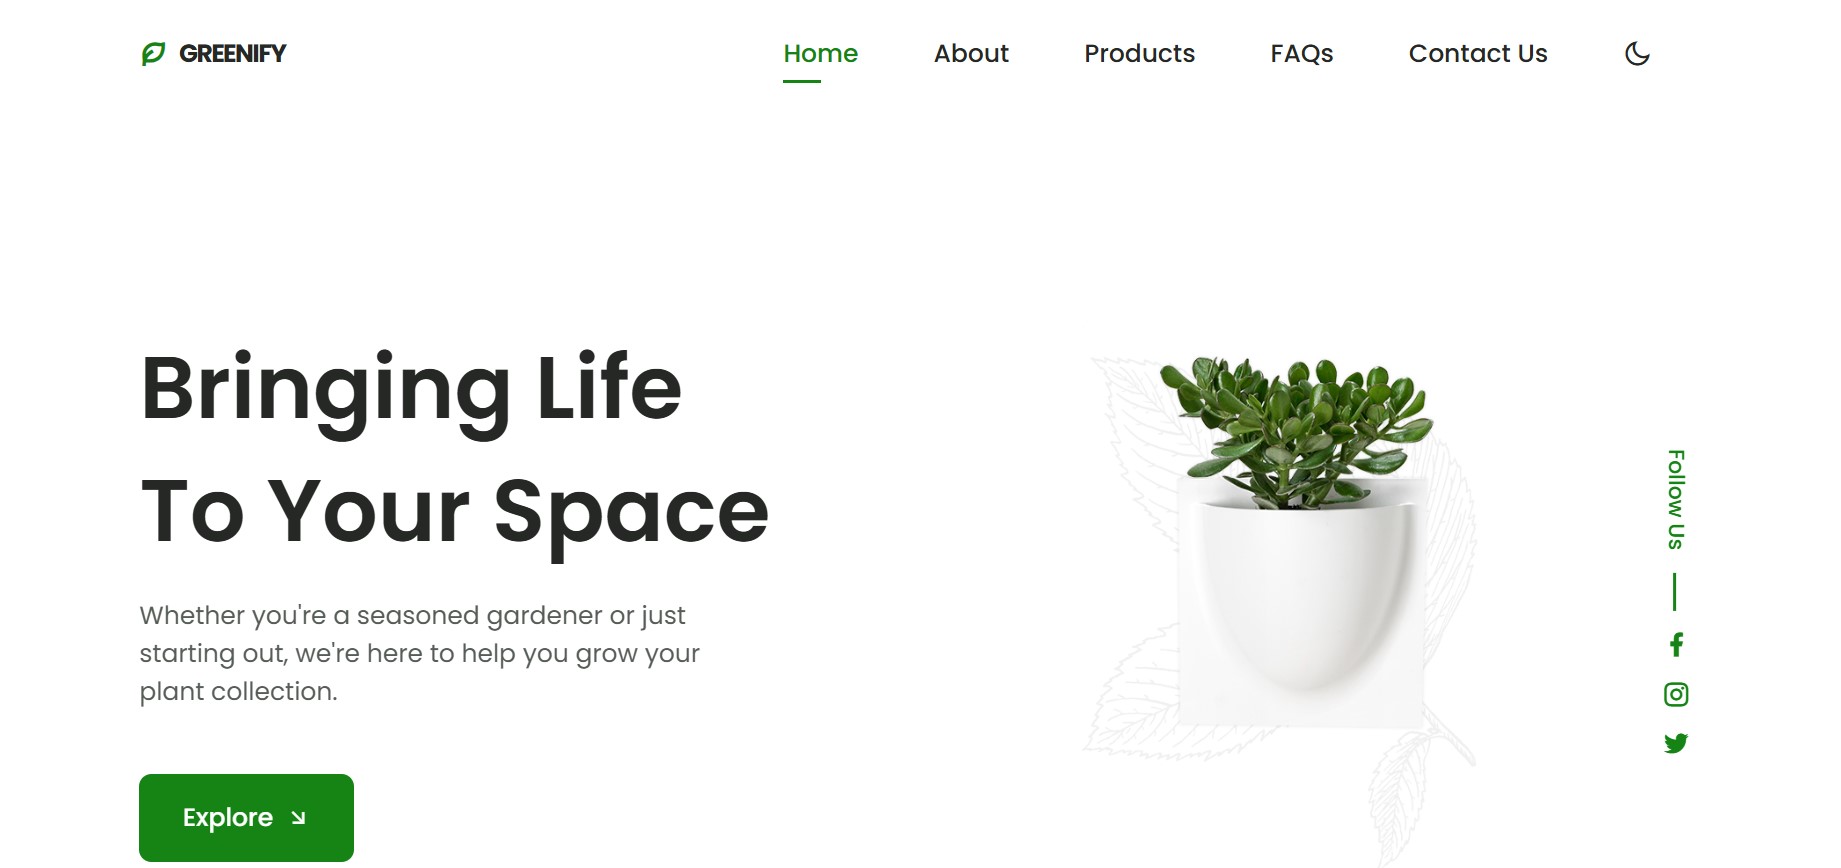 GREENIFY
Home
About
Products
FAQs
Contact Us
Bringing Life
To Your Space
Whether you're a seasoned gardener or just
starting out, we're here to help you grow your
plant collection.
Explore
Follow Us